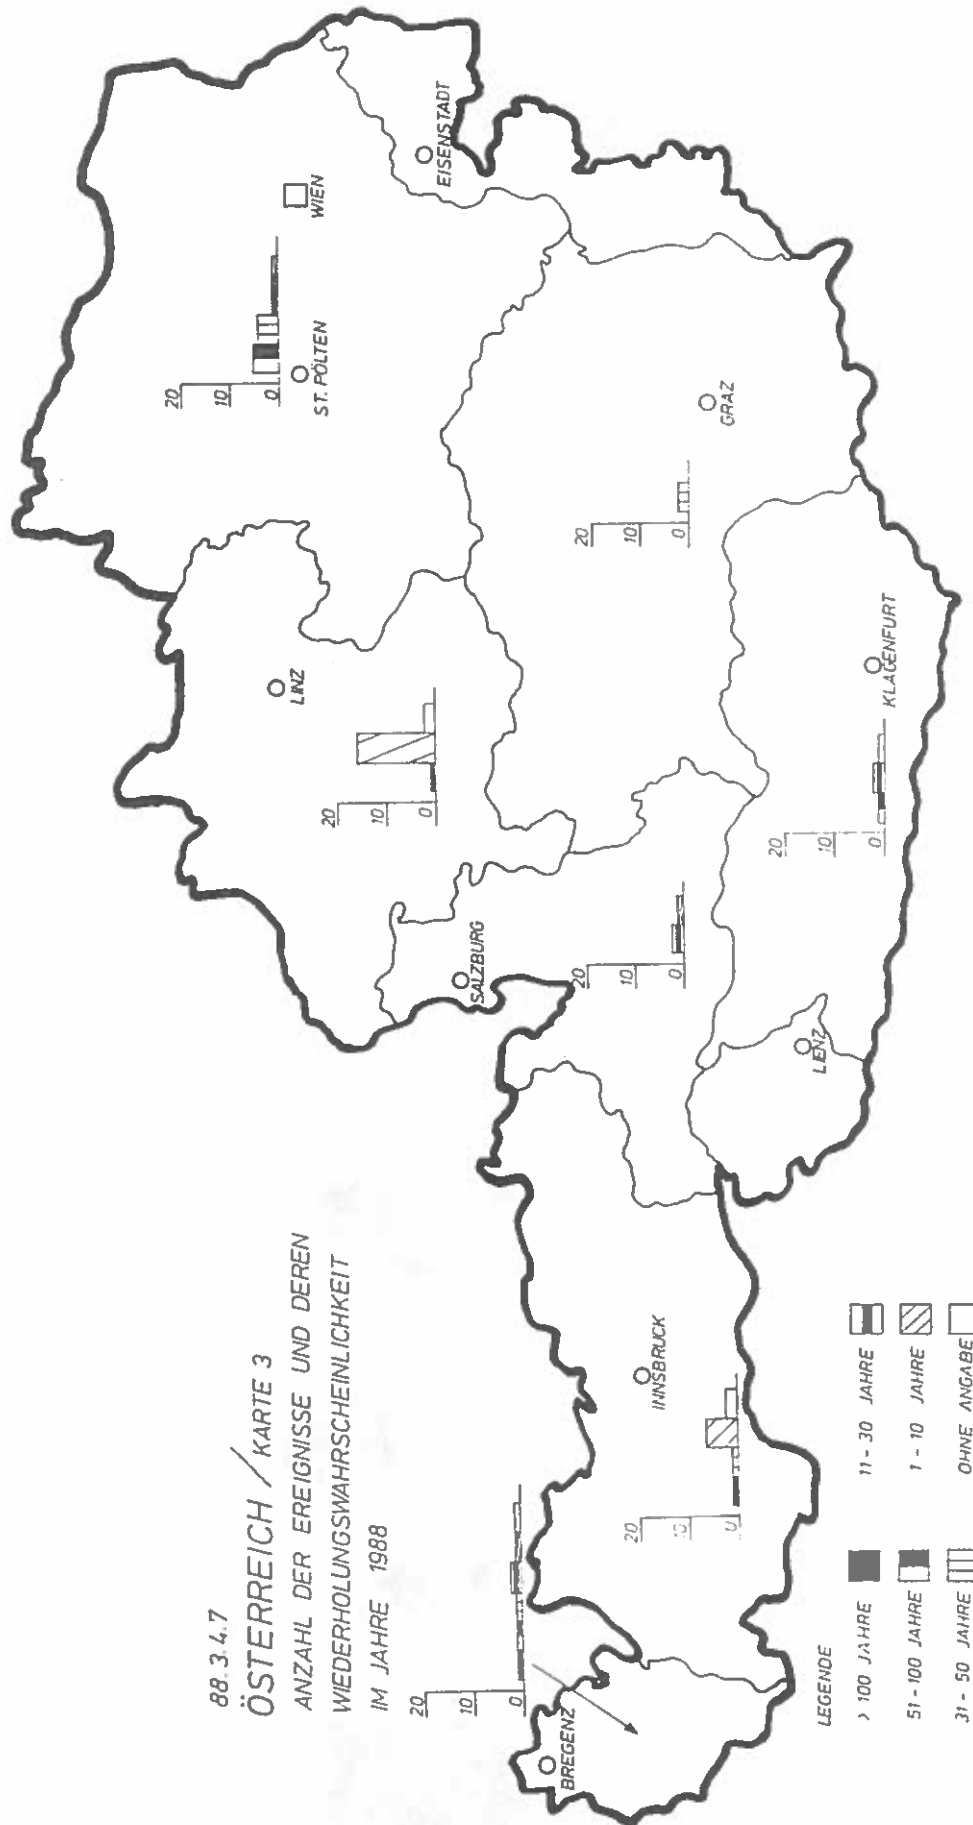 88.3.4.7
ÖSTERREICH / KARTE 3
ANZAHL DER EREIGNISSE UND DEREN
WIEDERHOLUNGSWAHRSCHEINLICHKEIT
IM JAHRE 1988
20
10
0
BREGENZ
20
10
0
INNSBRUCK
LIENZ
SALZBURG
20
10
0
20
10
0
LINZ
20
10
0
KLAGENFURT
20
10
0
GRAZ
20
10
0
ST. PÖLTEN
WIEN
EISENSTADT
LEGENDE
> 100 JAHRE
51 - 100 JAHRE
31 - 50 JAHRE
11 - 30 JAHRE
1 - 10 JAHRE
OHNE ANGABE